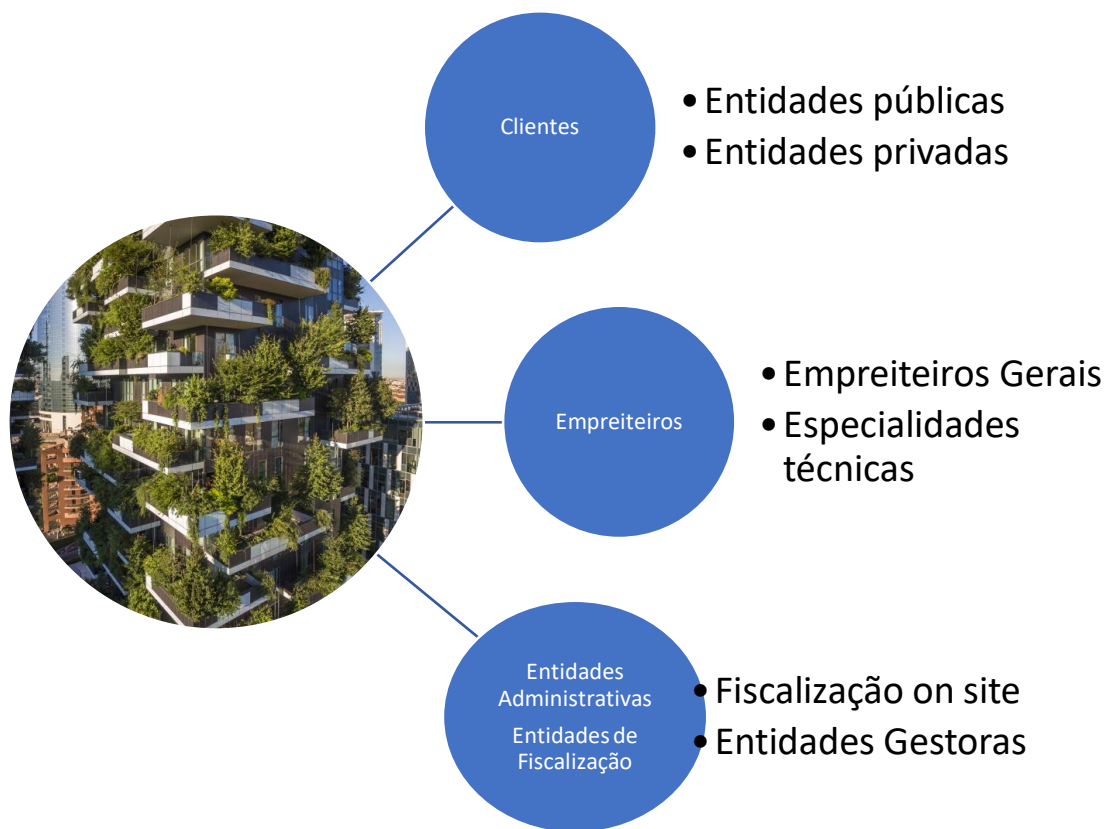 Clientes
• Entidades públicas
• Entidades privadas
Empreiteiros
• Empreiteiros Gerais
• Especialidades
técnicas
Entidades
Administrativas
Entidades de
Fiscalização
• Fiscalização on site
• Entidades Gestoras